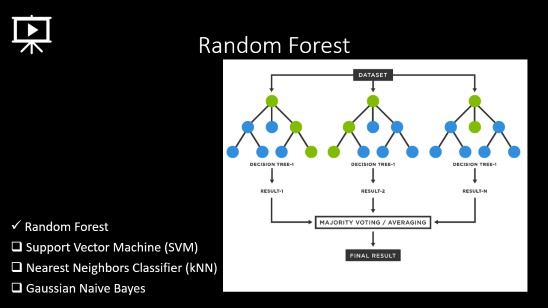 Random Forest
DATASET
DECISION TREE-1 DECISION TREE-1 DECISION TREE-1
RESULT-1 RESULT-2 RESULT-N
MAJORITY VOTING / AVERAGING
FINAL RESULT
✓ Random Forest
❑ Support Vector Machine (SVM)
❑ Nearest Neighbors Classifier (kNN)
❑ Gaussian Naive Bayes